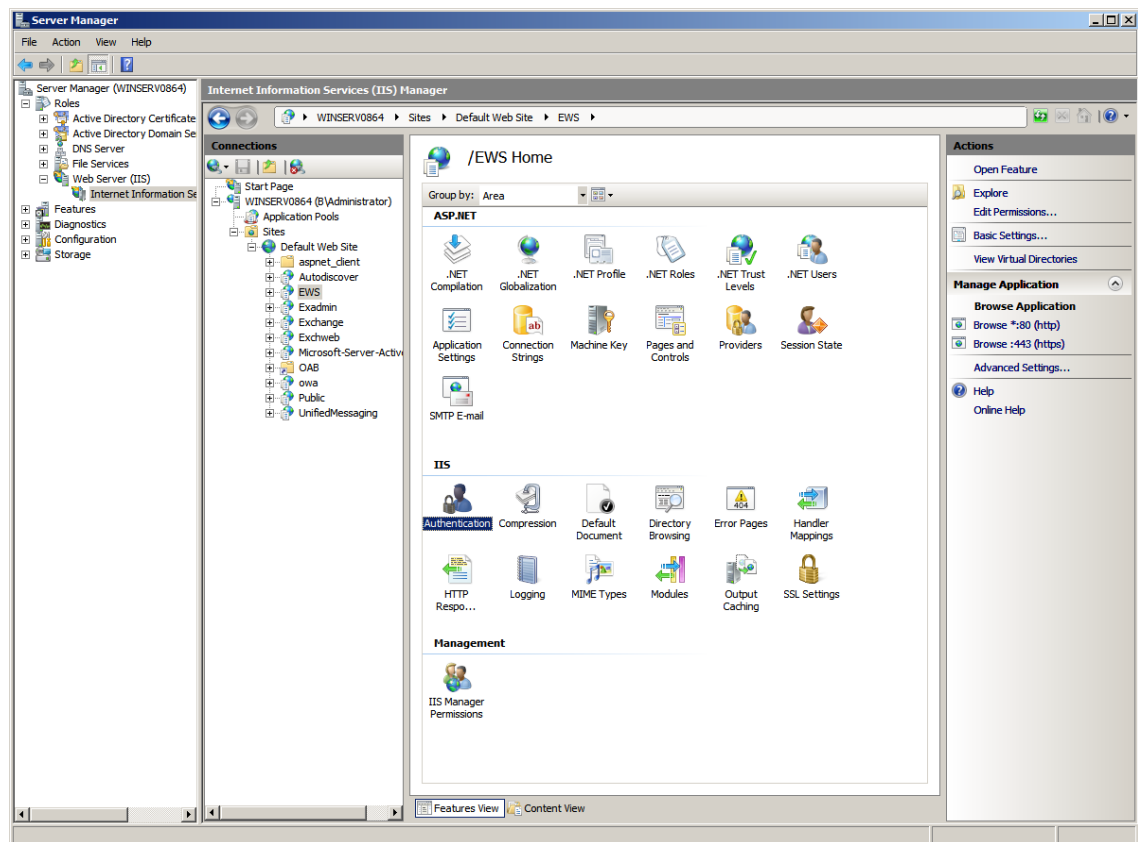 Server Manager
File Action View Help
Server Manager (WINSERV0864)
Roles
Active Directory Certificate
Active Directory Domain Se
DNS Server
File Services
Web Server (IIS)
Internet Information Se
Features
Diagnostics
Configuration
Storage
Internet Information Services (IIS) Manager
WINSERV0864 Sites Default Web Site EWS
Connections
Start Page
WINSERV0864 (B\Administrator)
Application Pools
Sites
Default Web Site
aspnet_client
Autodiscover
EWS
Exadmin
Exchange
Exchweb
Microsoft-Server-Activ
OAB
owa
Public
UnifiedMessaging
/EWS Home
Group by: Area
ASP.NET
.NET Compilation
.NET Globalization
.NET Profile
.NET Roles
.NET Trust Levels
.NET Users
Application Settings
Connection Strings
ab
Machine Key
Pages and Controls
Providers
Session State
SMTP E-mail
IIS
Authentication
Compression
Default Document
Directory Browsing
404
Error Pages
Handler Mappings
HTTP Respo...
Logging
MIME Types
Modules
Output Caching
SSL Settings
Management
IIS Manager Permissions
Features View Content View
Actions
Open Feature
Explore
Edit Permissions...
Basic Settings...
View Virtual Directories
Manage Application
Browse Application
Browse *:80 (http)
Browse :443 (https)
Advanced Settings...
Help
Online Help